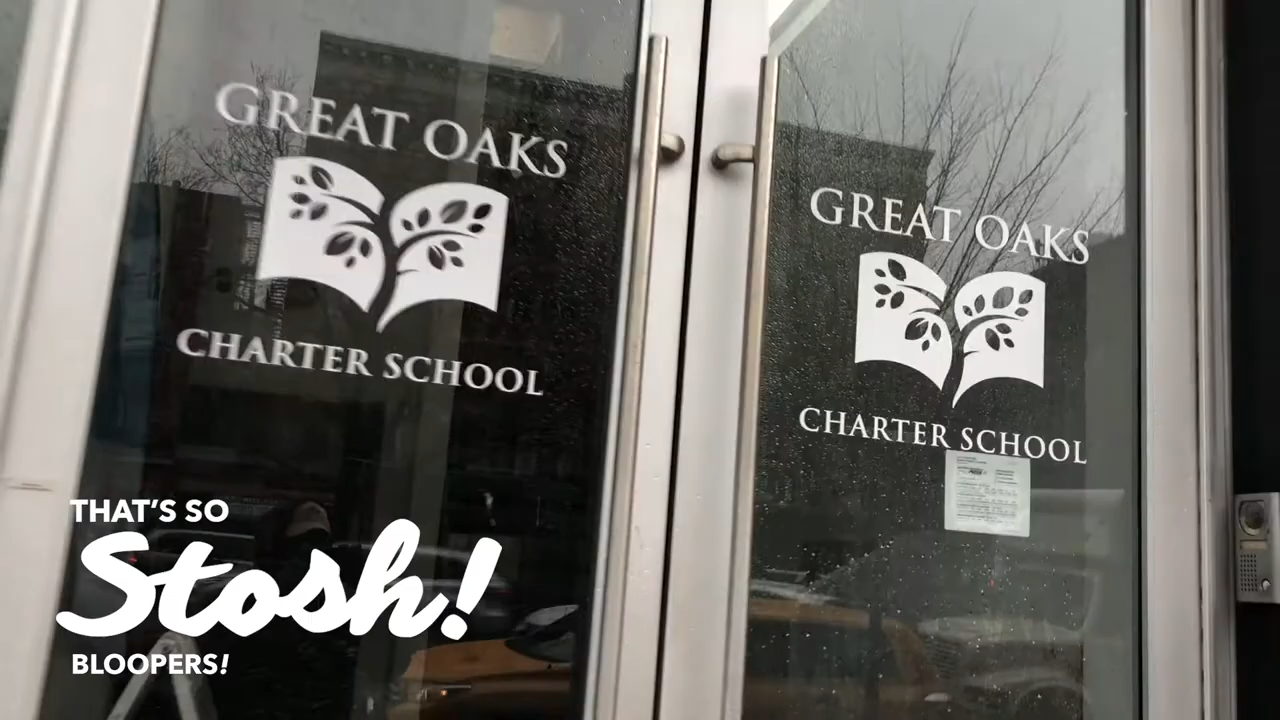 GREAT OAKS
CHARTER SCHOOL
GREAT OAKS
CHARTER SCHOOL
THAT'S SO
Stosh!
BLOOPERS!